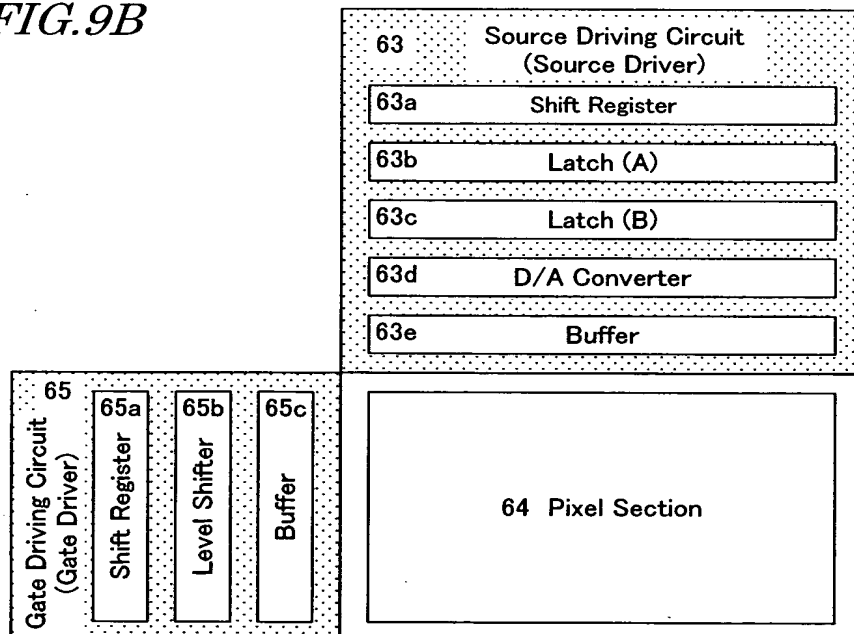 FIG.9B
63 Source Driving Circuit
(Source Driver)
63a Shift Register
63b Latch (A)
63c Latch (B)
63d D/A Converter
63e Buffer
65
Gate Driving Circuit
(Gate Driver)
65a Shift Register
65b Level Shifter
65c Buffer
64 Pixel Section